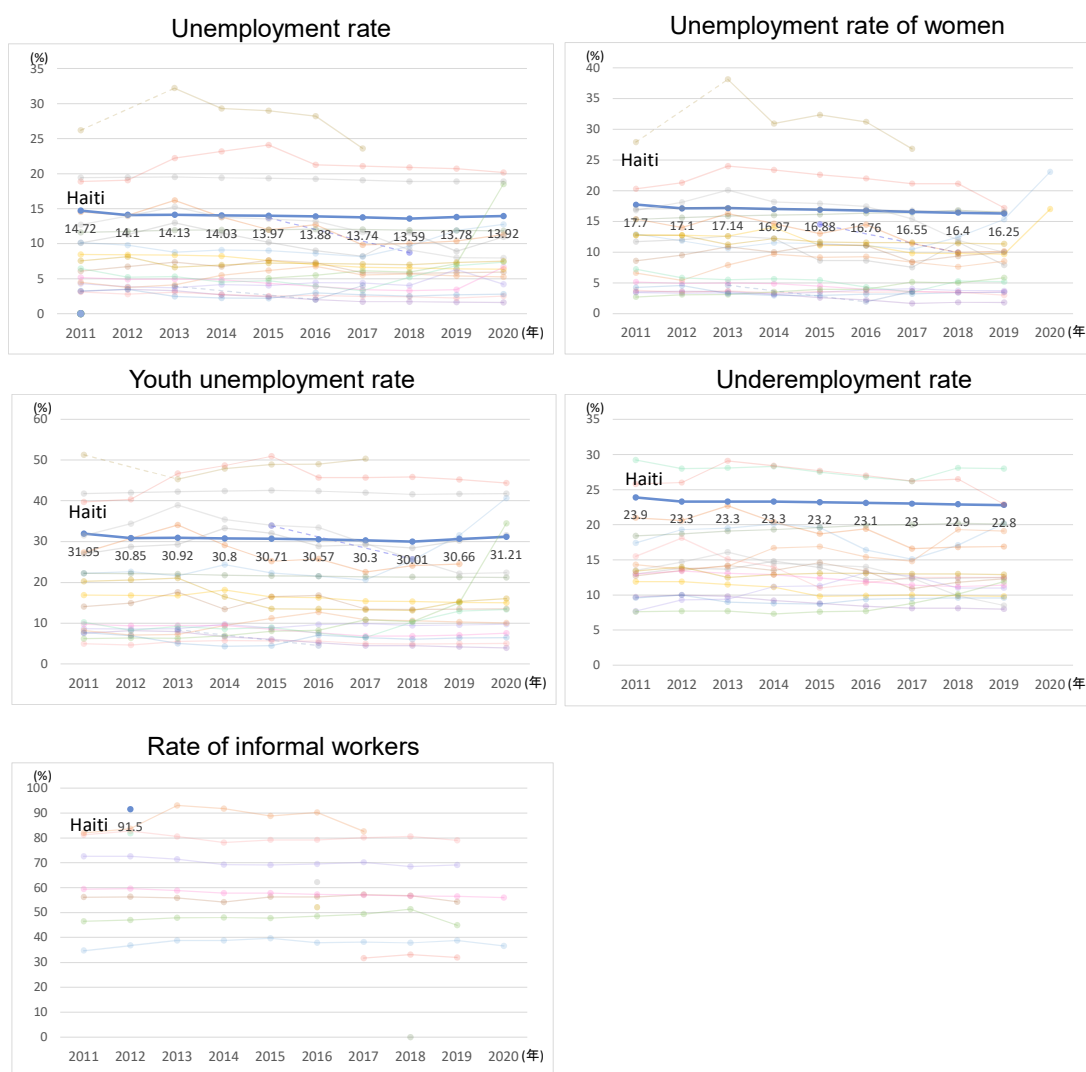 Unemployment rate
(%)
35
30
25
20
15
10
5
0
Haiti
14.72 14.1 14.13 14.03 13.97 13.88 13.74 13.59 13.78 13.92
2011 2012 2013 2014 2015 2016 2017 2018 2019 2020 (年)
Unemployment rate of women
(%)
40
35
30
25
20
15
10
5
0
Haiti
17.7 17.1 17.14 16.97 16.88 16.76 16.55 16.4 16.25
2011 2012 2013 2014 2015 2016 2017 2018 2019 2020 (年)
Youth unemployment rate
(%)
60
50
40
30
20
10
0
Haiti
31.95 30.85 30.92 30.8 30.71 30.57 30.3 30.01 30.66 31.21
2011 2012 2013 2014 2015 2016 2017 2018 2019 2020 (年)
Underemployment rate
(%)
35
30
25
20
15
10
5
0
Haiti
23.9 23.3 23.3 23.3 23.2 23.1 23 22.9 22.8
2011 2012 2013 2014 2015 2016 2017 2018 2019 (年)
Rate of informal workers
(%)
100
90
80
70
60
50
40
30
20
10
0
Haiti 91.5
2011 2012 2013 2014 2015 2016 2017 2018 2019 2020 (年)